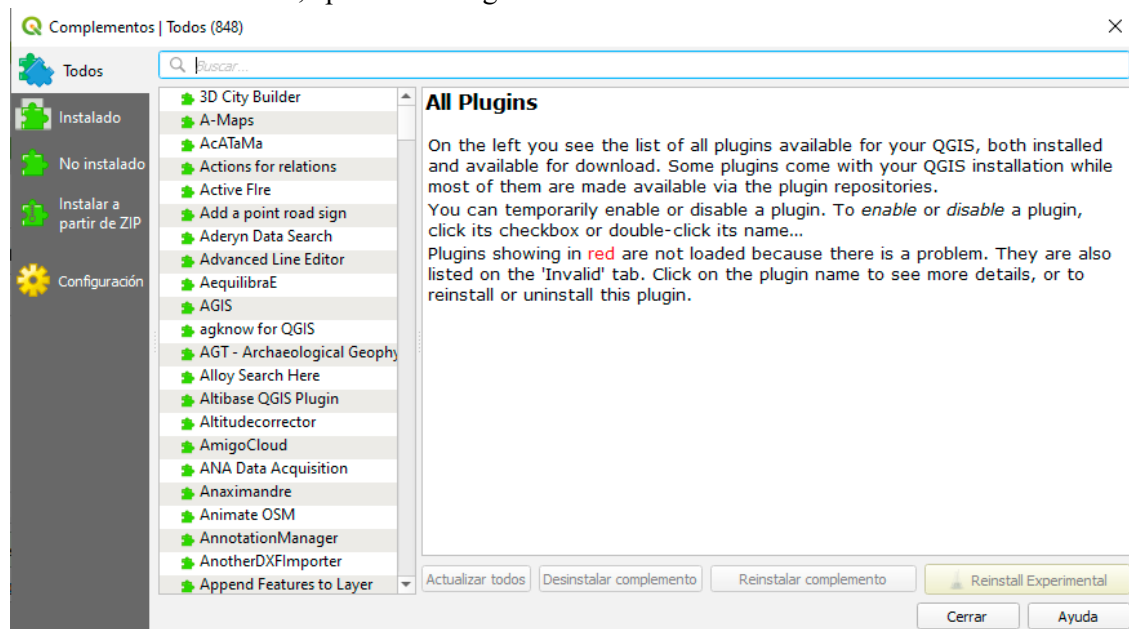 Complementos | Todos (848)
Todos
Instalado
No instalado
Instalar a
partir de ZIP
Configuración
Buscar...
3D City Builder
A-Maps
AcATaMa
Actions for relations
Active FIre
Add a point road sign
Aderyn Data Search
Advanced Line Editor
AequilibraE
AGIS
agknow for QGIS
AGT - Archaeological Geophy
Alloy Search Here
Altibase QGIS Plugin
Altitudecorrector
AmigoCloud
ANA Data Acquisition
Anaximandre
Animate OSM
AnnotationManager
AnotherDXFImporter
Append Features to Layer
All Plugins
On the left you see the list of all plugins available for your QGIS, both installed
and available for download. Some plugins come with your QGIS installation while
most of them are made available via the plugin repositories.
You can temporarily enable or disable a plugin. To enable or disable a plugin,
click its checkbox or double-click its name...
Plugins showing in red are not loaded because there is a problem. They are also
listed on the 'Invalid' tab. Click on the plugin name to see more details, or to
reinstall or uninstall this plugin.
Actualizar todos Desinstalar complemento Reinstalar complemento Reinstall Experimental
Cerrar Ayuda